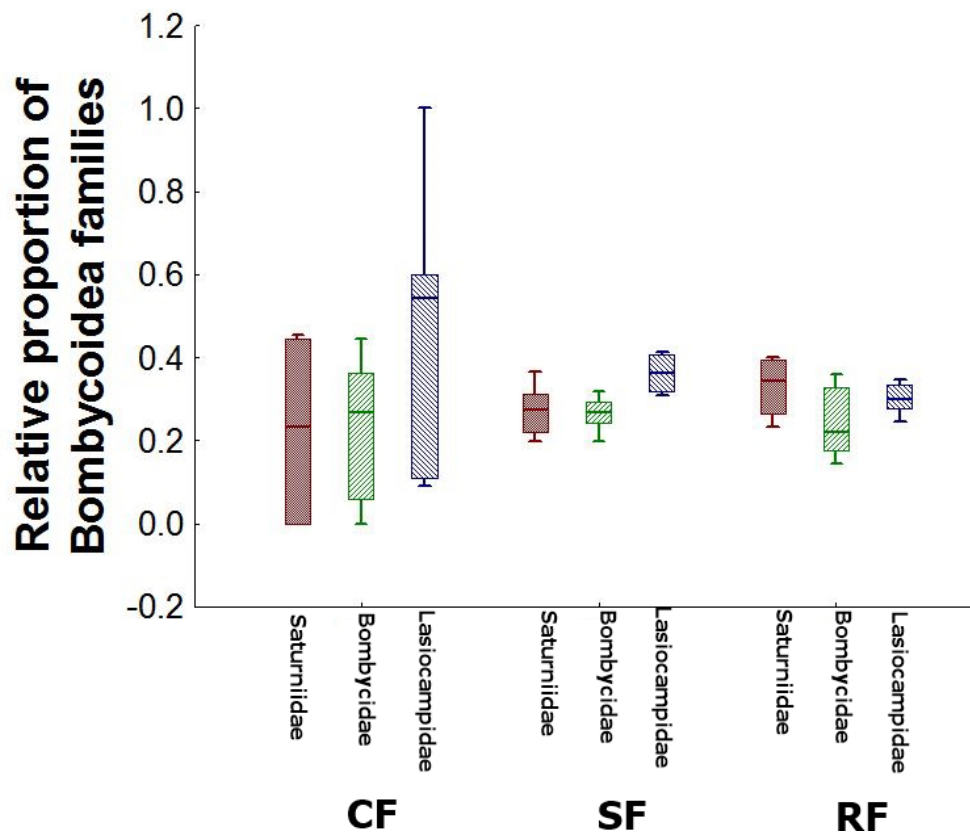 Relative proportion of
Bombycoidea families
1.2
1.0
0.8
0.6
0.4
0.2
0.0
-0.2
Saturniidae
Bombycidae
Lasiocampidae
Saturniidae
Bombycidae
Lasiocampidae
Saturniidae
Bombycidae
Lasiocampidae
CF
SF
RF